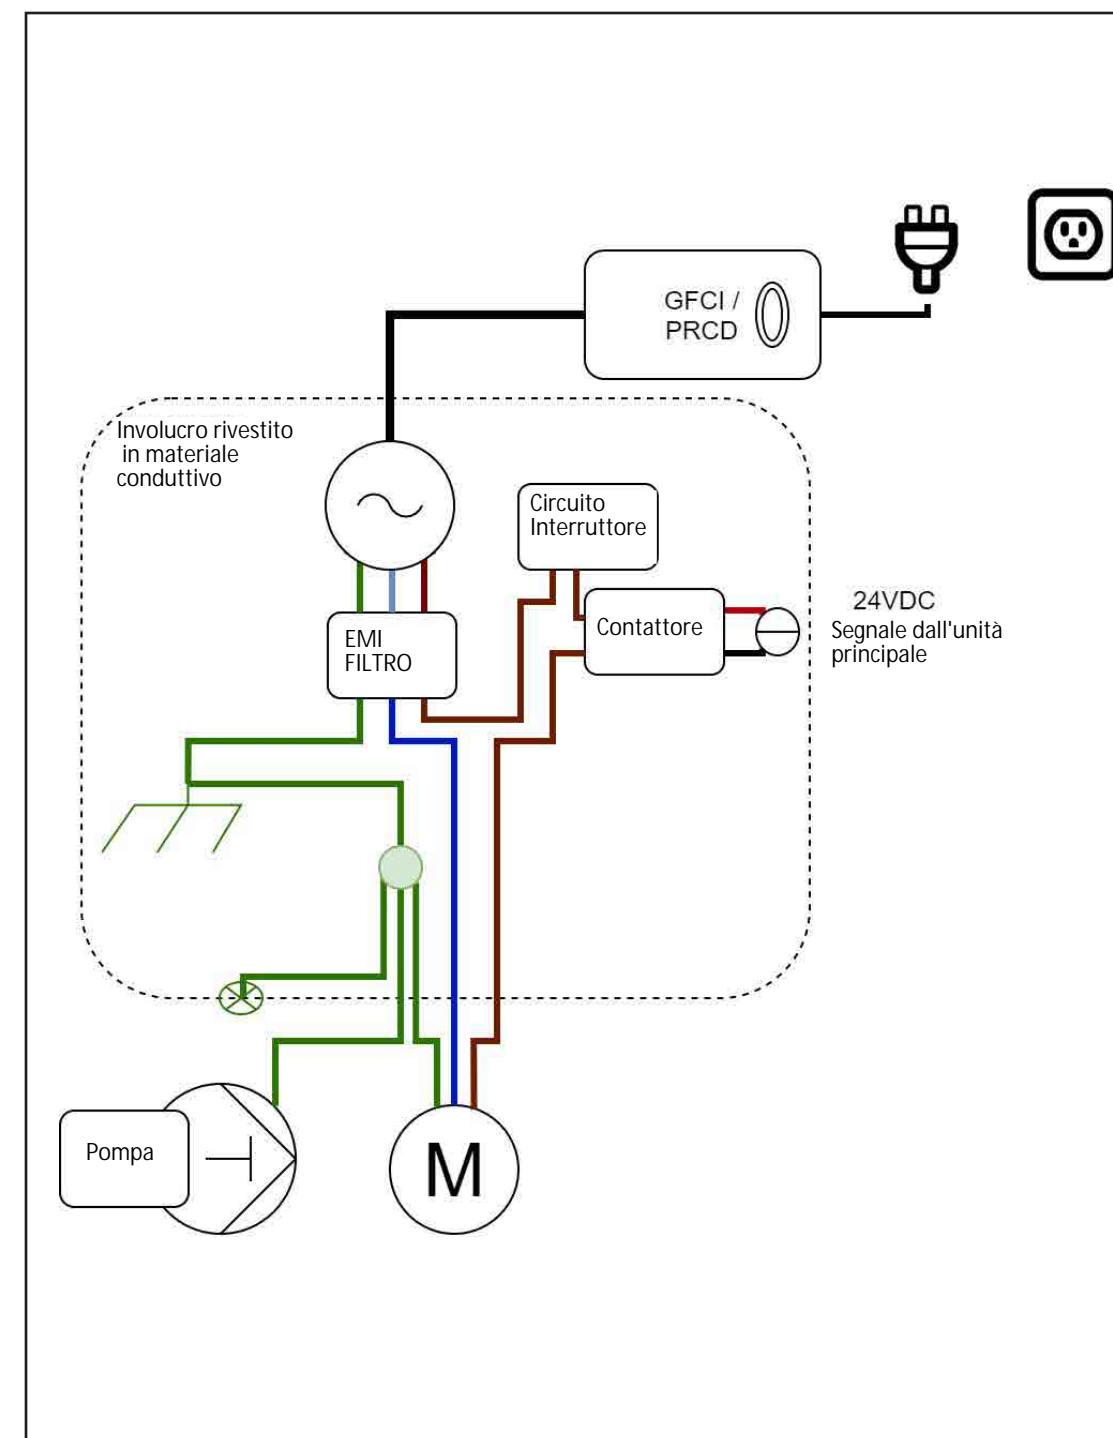 GFCI /
PRCD
Involucro rivestito
in materiale
conduttivo
Circuito
Interruttore
24VDC
Segnale dall'unità
principale
Contattore
EMI
FILTRO
Pompa
M